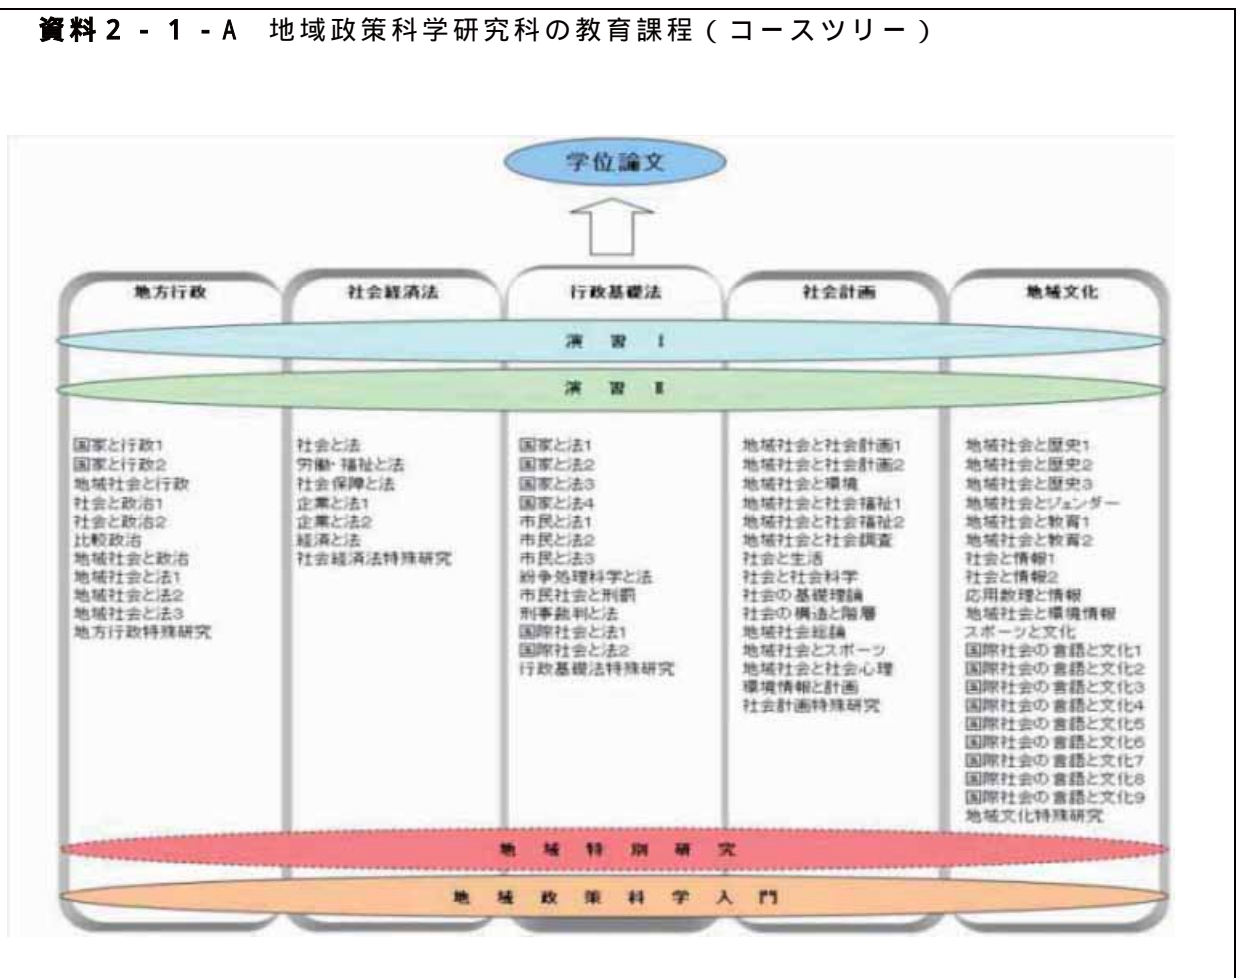 資料2-1-A 地域政策科学研究科の教育課程(コースツリー)
学位論文
地方行政
社会経済法
行政基礎法
社会計画
地域文化
演習Ⅰ
演習Ⅱ
国家と行政1
国家と行政2
地域社会と行政
社会と政治1
社会と政治2
比較政治
地域社会と政治
地域社会と法1
地域社会と法2
地域社会と法3
地方行政特殊研究
社会と法
労働・福祉と法
社会保障と法
企業と法1
企業と法2
経済と法
社会経済法特殊研究
国家と法1
国家と法2
国家と法3
国家と法4
市民と法1
市民と法2
市民と法3
紛争処理科学と法
市民社会と刑罰
刑事裁判と法
国際社会と法1
国際社会と法2
行政基礎法特殊研究
地域社会と社会計画1
地域社会と社会計画2
地域社会と環境
地域社会と社会福祉1
地域社会と社会福祉2
地域社会と社会調査
社会と生活
社会と社会科学
社会の基礎理論
社会の構造と階層
地域社会総論
地域社会とスポーツ
地域社会と社会心理
環境情報と計画
社会計画特殊研究
地域社会と歴史1
地域社会と歴史2
地域社会と歴史3
地域社会とジェンダー
地域社会と教育1
地域社会と教育2
社会と情報1
社会と情報2
応用数理と情報
地域社会と環境情報
スポーツと文化
国際社会の言語と文化1
国際社会の言語と文化2
国際社会の言語と文化3
国際社会の言語と文化4
国際社会の言語と文化5
国際社会の言語と文化6
国際社会の言語と文化7
国際社会の言語と文化8
国際社会の言語と文化9
地域文化特殊研究
地域特別研究
地域政策科学入門